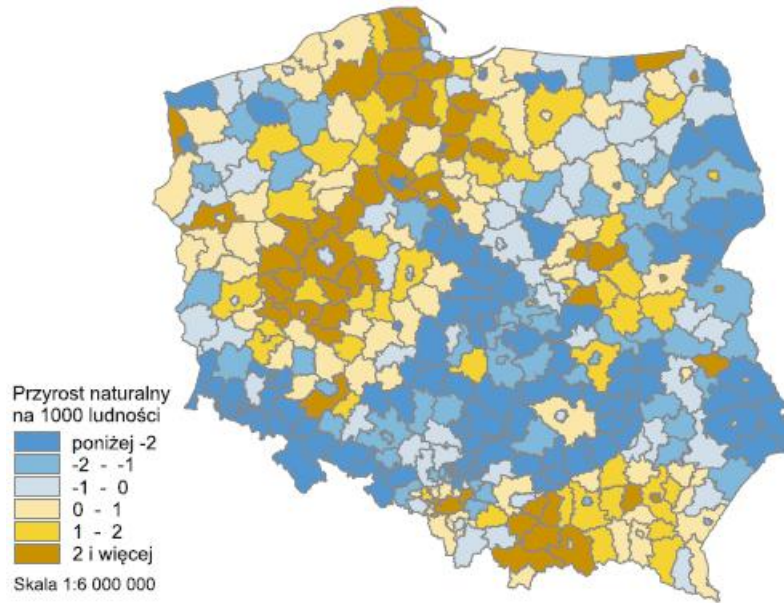 Przyrost naturalny
na 1000 ludności
poniżej -2
-2 - -1
-1 - 0
0 - 1
1 - 2
2 i więcej
Skala 1:6 000 000